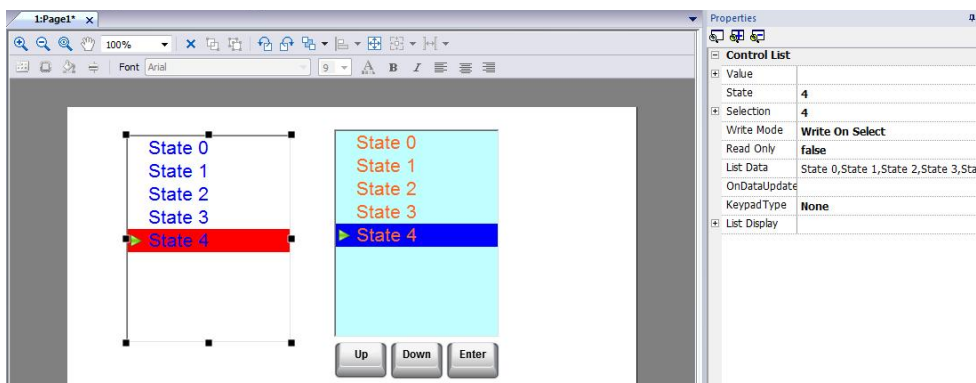 1:Page1*
100%
Font Arial 9 A B I
State 0
State 1
State 2
State 3
State 4
State 0
State 1
State 2
State 3
State 4
Up Down Enter
Properties
Control List
Value
State 4
Selection 4
Write Mode Write On Select
Read Only false
List Data State 0,State 1,State 2,State 3,Sta
OnDataUpdate
KeypadType None
List Display